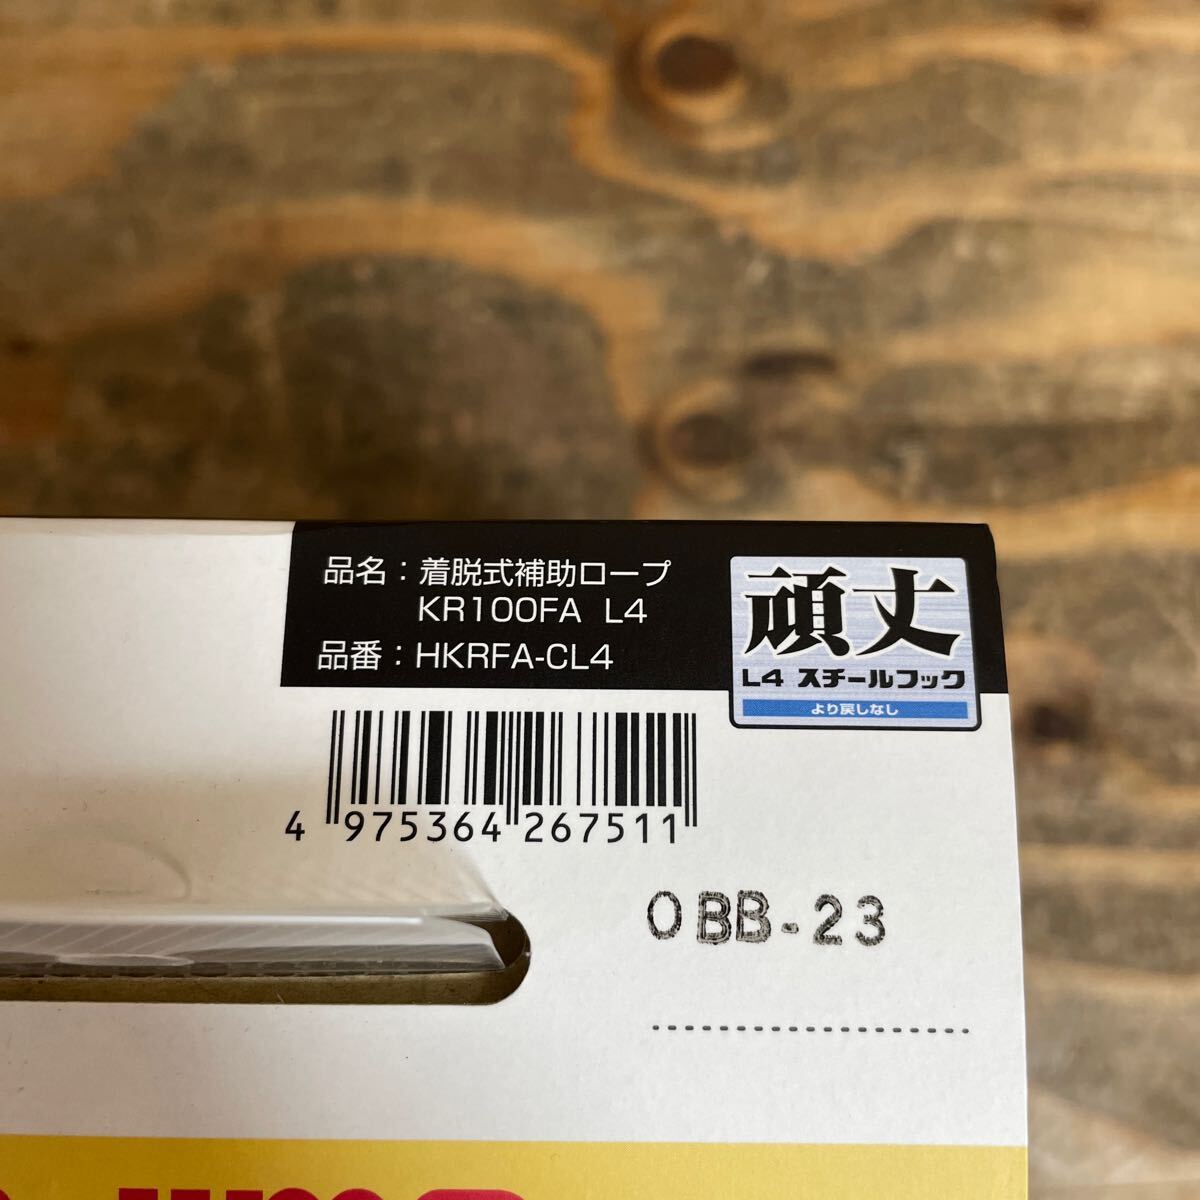 品名：着脱式補助ロープ
KR100FA L4
品番：HKRFA-CL4
頑丈
L4 スチールフック
より戻しなし
4 975364 267511
OBB-23